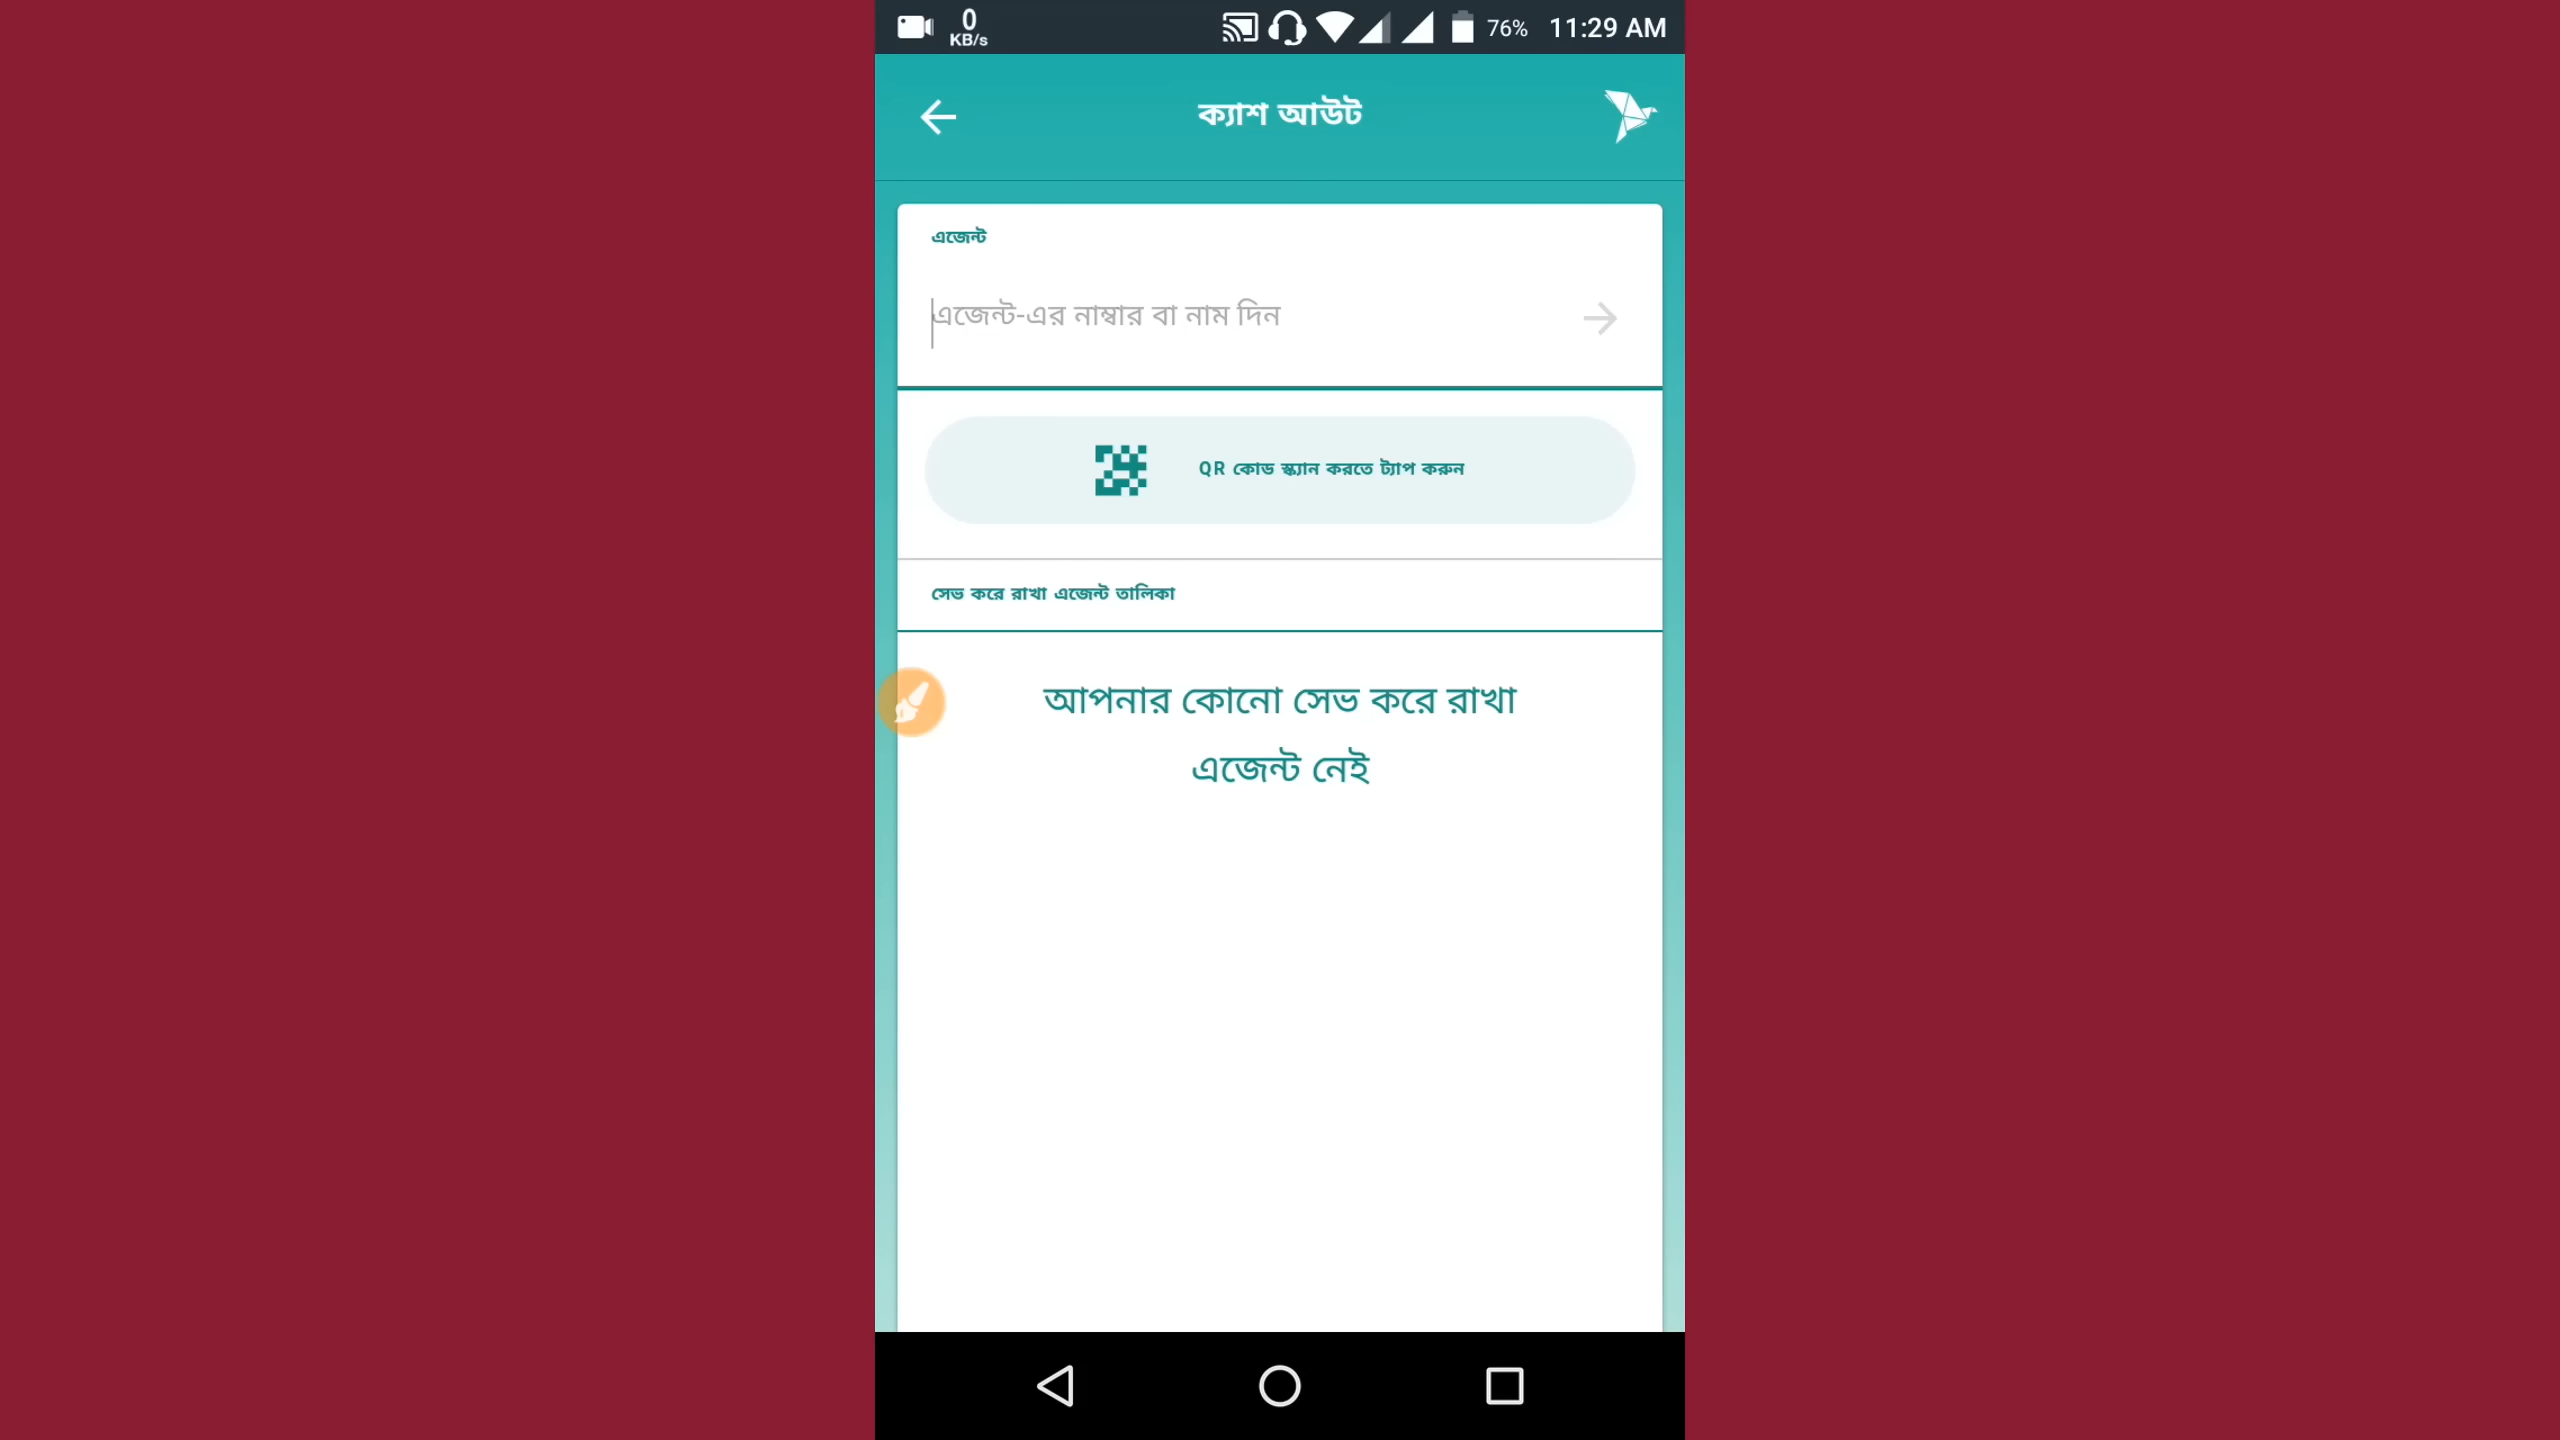 0
KB/s
76%
11:29 AM
ক্যাশ আউট
এজেন্ট
এজেন্ট-এর নাম্বার বা নাম দিন
QR কোড স্ক্যান করতে ট্যাপ করুন
সেভ করে রাখা এজেন্ট তালিকা
আপনার কোনো সেভ করে রাখা
এজেন্ট নেই